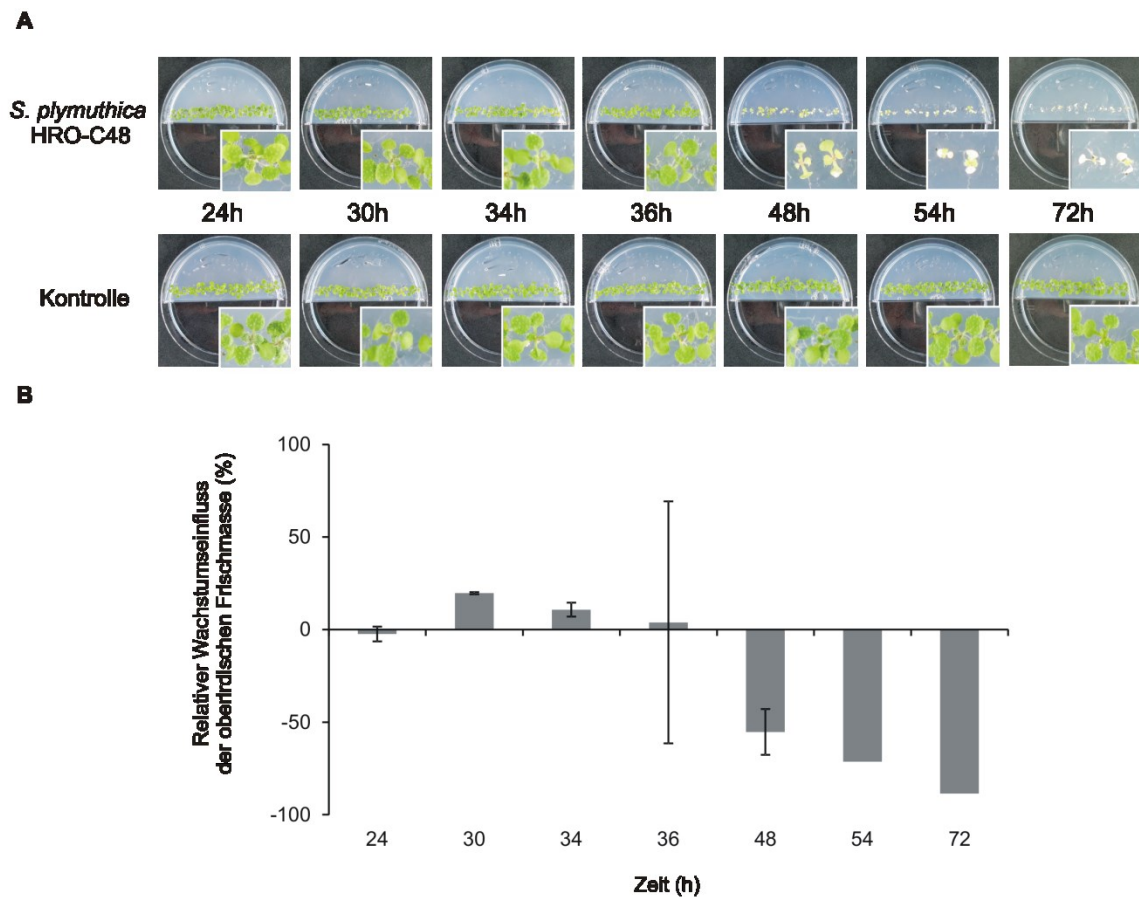 A
S. plymuthica
HRO-C48
24h 30h 34h 36h 48h 54h 72h
Kontrolle
B
Relativer Wachstumseinfluss
der oberirdischen Frischmasse (%)
100
50
0
-50
-100
24 30 34 36 48 54 72
Zeit (h)